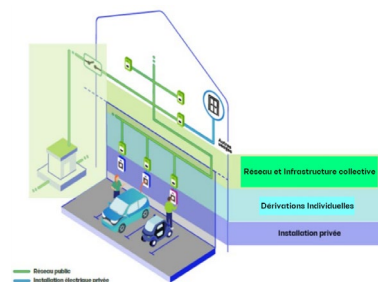 Réseau et Infrastructure collective
Dérivations Individuelles
Installation privée
Réseau public
Installation électrique privée